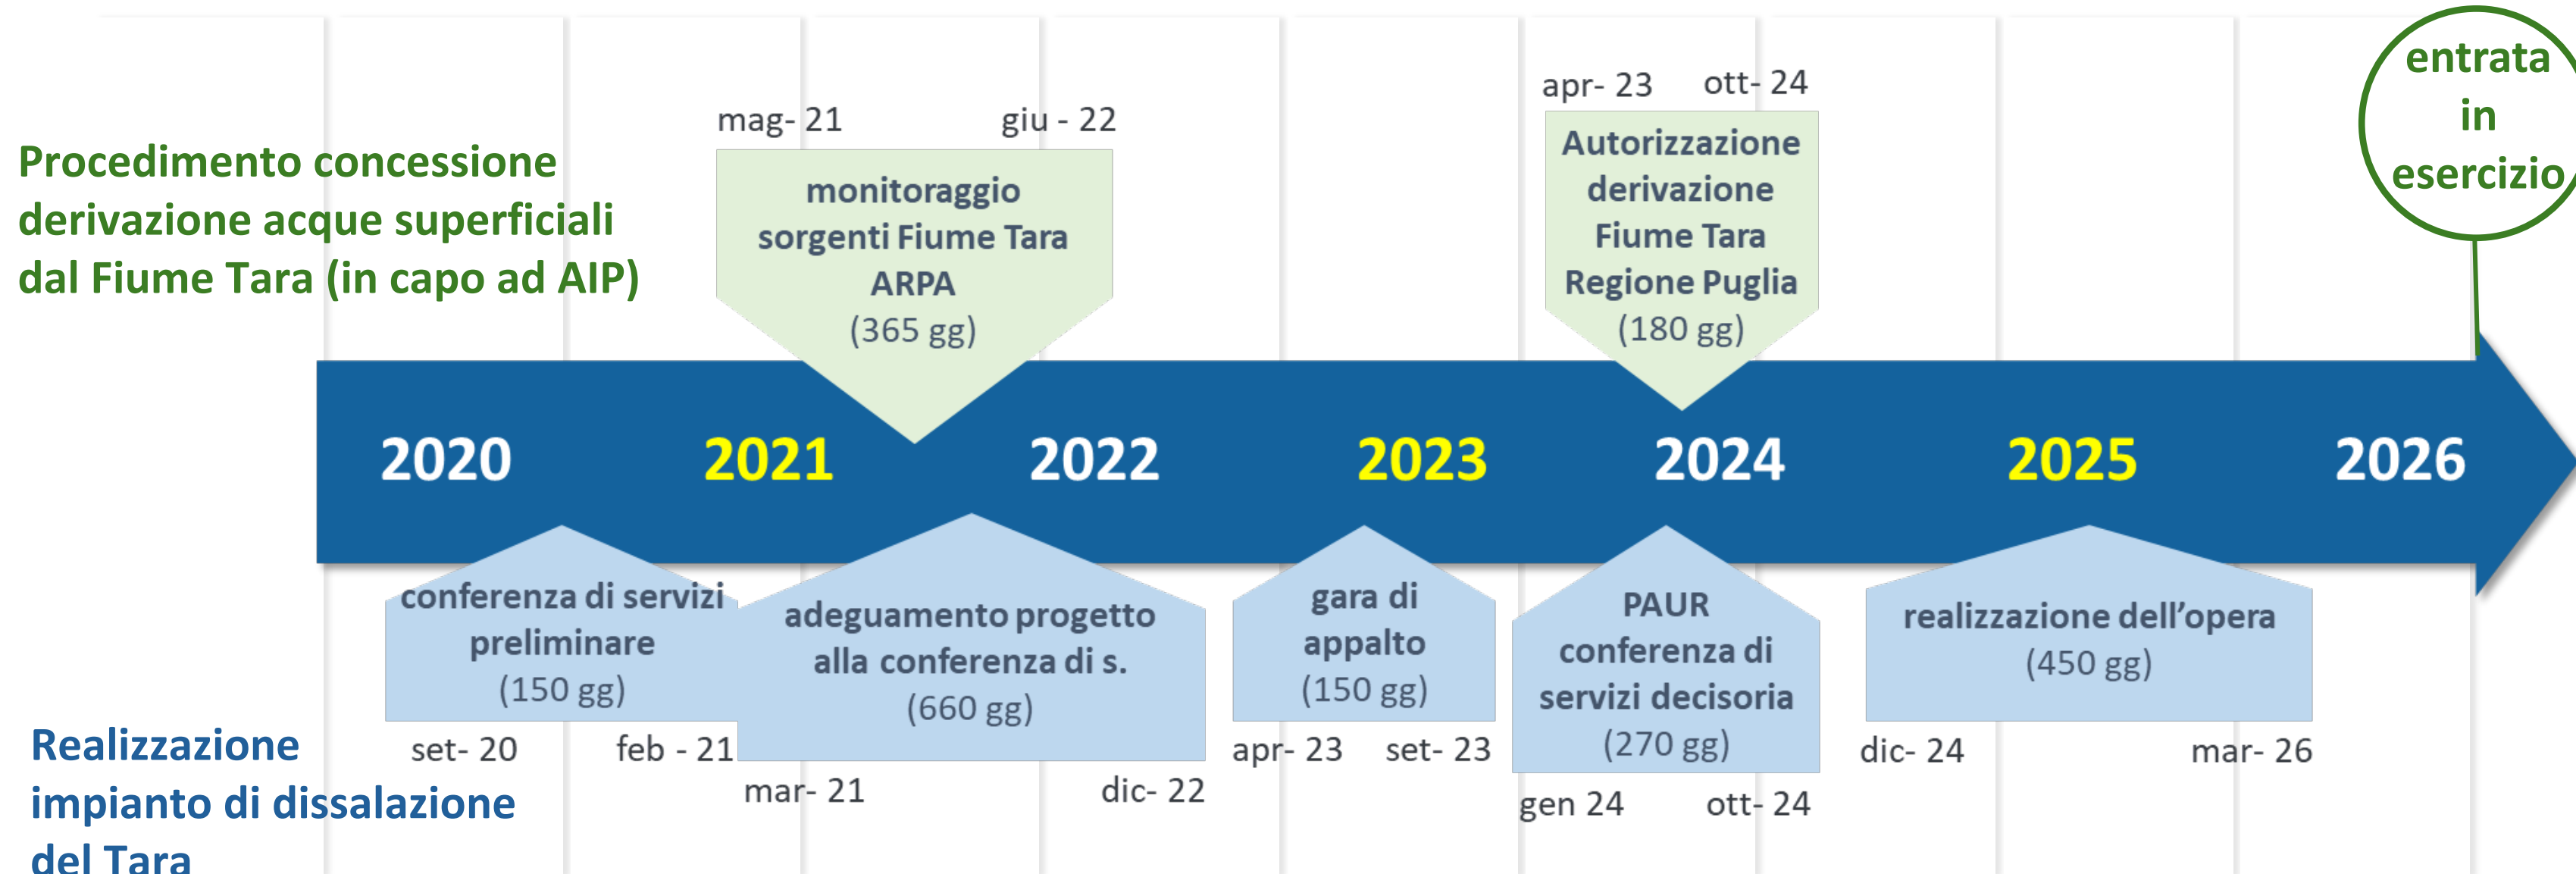 entrata
in
esercizio
Procedimento concessione
derivazione acque superficiali
dal Fiume Tara (in capo ad AIP)
mag- 21
giu - 22
monitoraggio
sorgenti Fiume Tara
ARPA
(365 gg)
apr- 23
ott- 24
Autorizzazione
derivazione
Fiume Tara
Regione Puglia
(180 gg)
2020
2021
2022
2023
2024
2025
2026
conferenza di servizi
preliminare
(150 gg)
set- 20
feb - 21
adeguamento progetto
alla conferenza di s.
(660 gg)
mar- 21
dic- 22
gara di
appalto
(150 gg)
apr- 23
set- 23
PAUR
conferenza di
servizi decisoria
(270 gg)
gen 24
ott- 24
realizzazione dell’opera
(450 gg)
dic- 24
mar- 26
Realizzazione
impianto di dissalazione
del Tara